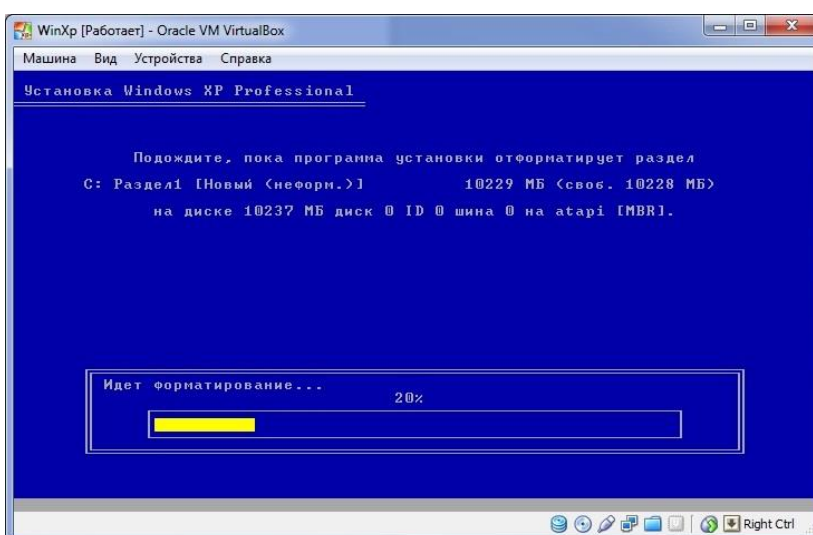 WinXp [Работает] - Oracle VM VirtualBox
Машина Вид Устройства Справка
Установка Windows XP Professional
Подождите, пока программа установки отформатирует раздел
C: Раздел1 [Новый (неформ.)] 10229 МБ (своб. 10228 МБ)
на диске 10237 МБ диск 0 ID 0 шина 0 на atapi [MBR].
Идет форматирование...
20%
Right Ctrl